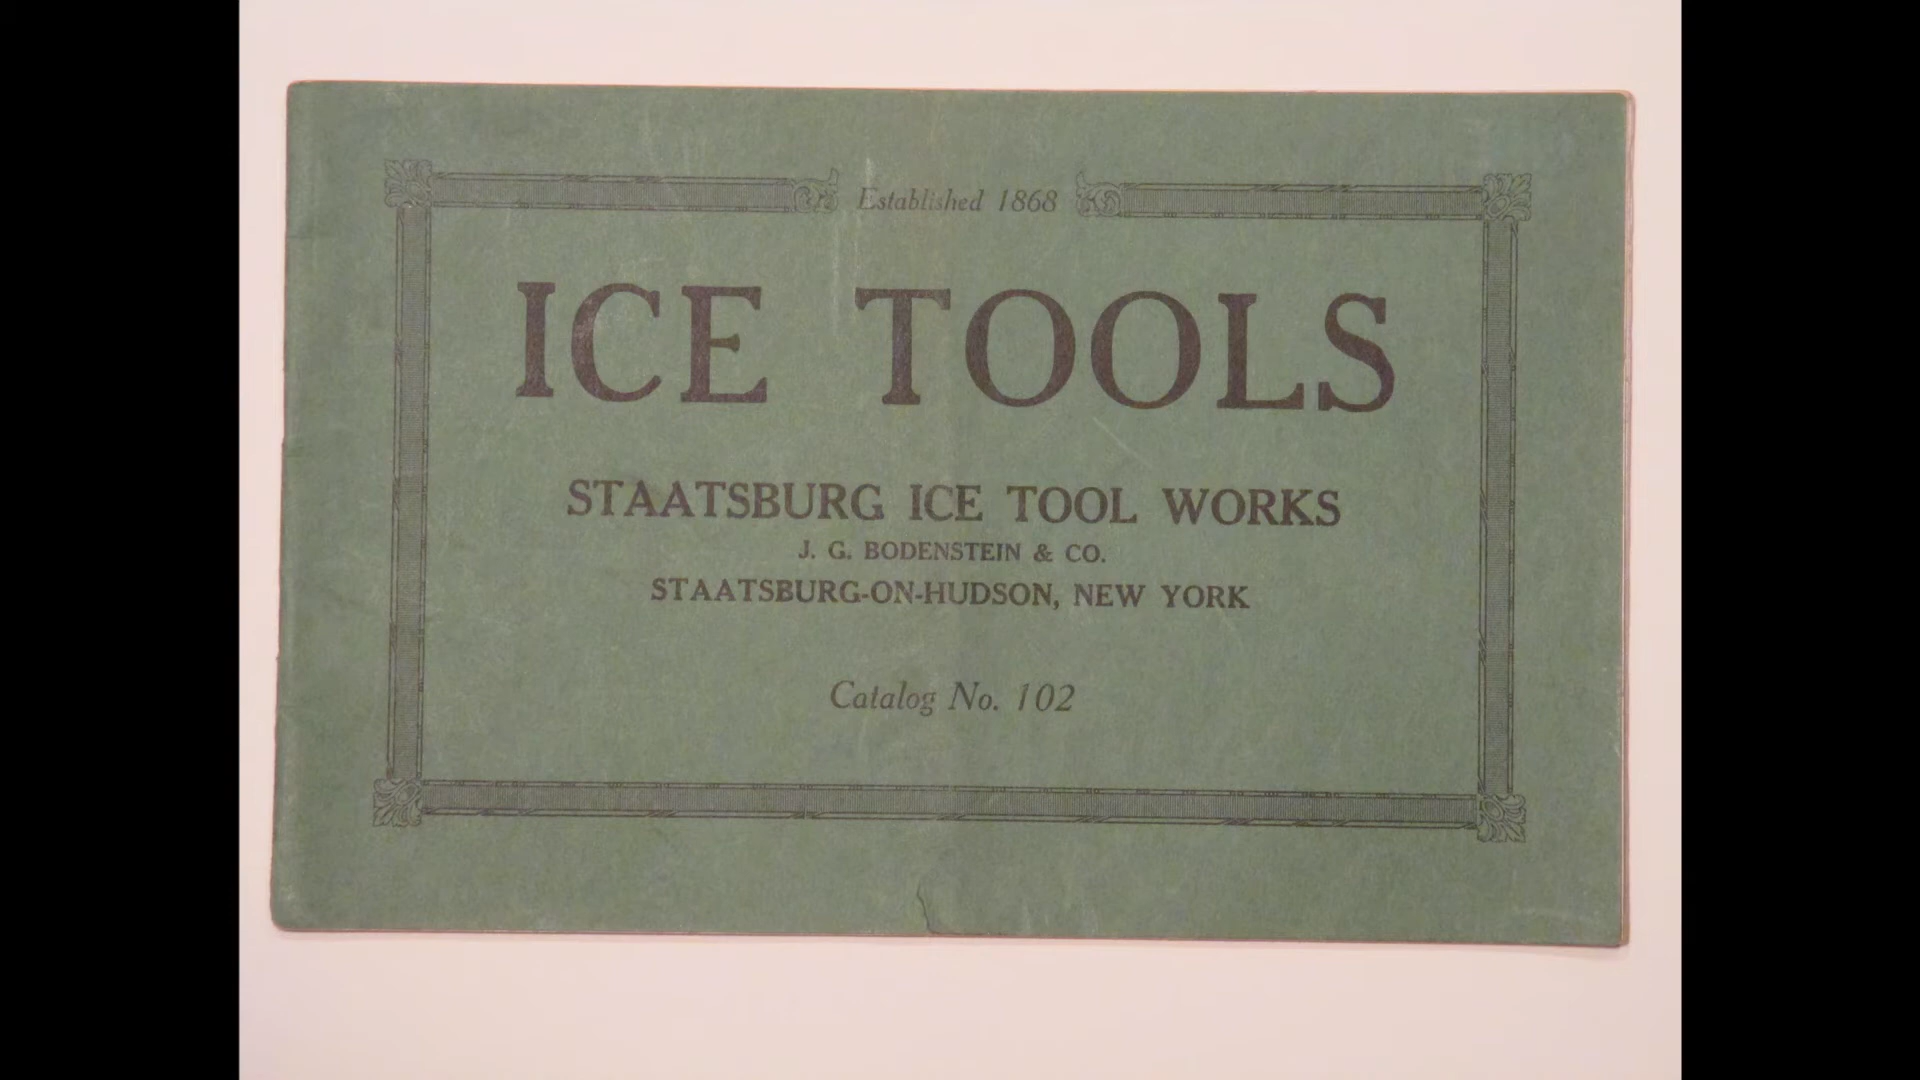 Established 1868
ICE TOOLS
STAATSBURG ICE TOOL WORKS
J. G. BODENSTEIN & CO.
STAATSBURG-ON-HUDSON, NEW YORK
Catalog No. 102